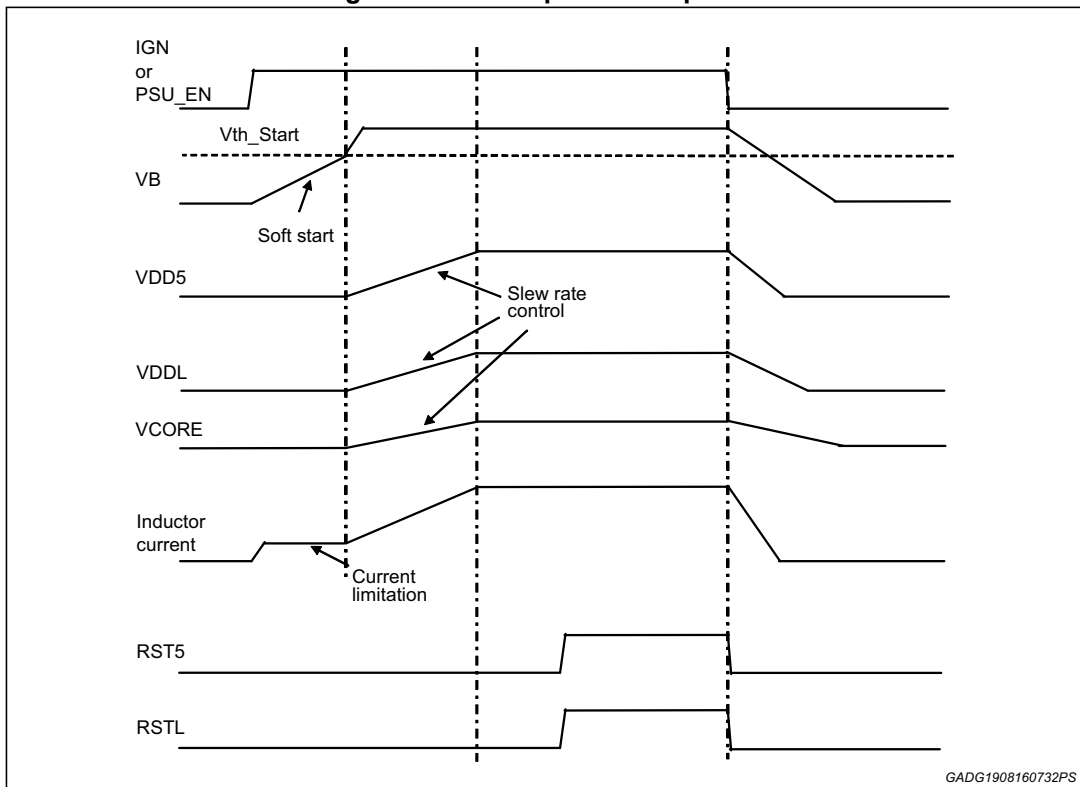 IGN
or
PSU_EN
Vth_Start
VB
Soft start
VDD5
Slew rate
control
VDDL
VCORE
Inductor
current
Current
limitation
RST5
RSTL
GADG1908160732PS